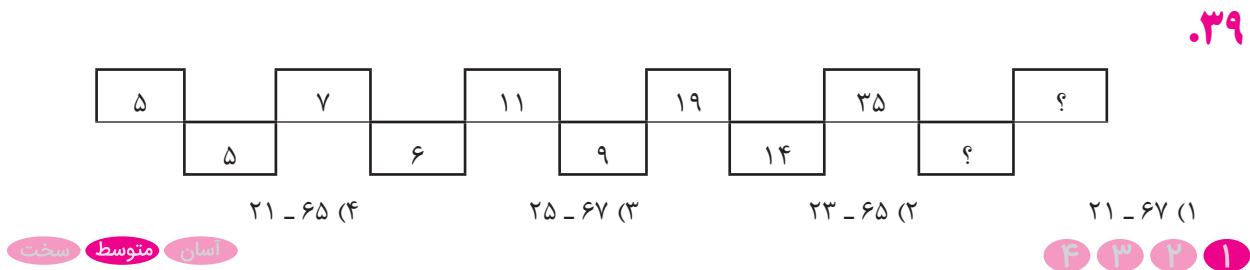 ۳۹.
۵ ۷ ۱۱ ۱۹ ۳۵ ؟
۵ ۶ ۹ ۱۴ ؟
۱) ۶۷ ـ ۲۱ ۲) ۶۵ ـ ۲۳ ۳) ۶۷ ـ ۲۵ ۴) ۶۵ ـ ۲۱
۱ ۲ ۳ ۴ آسان متوسط سخت